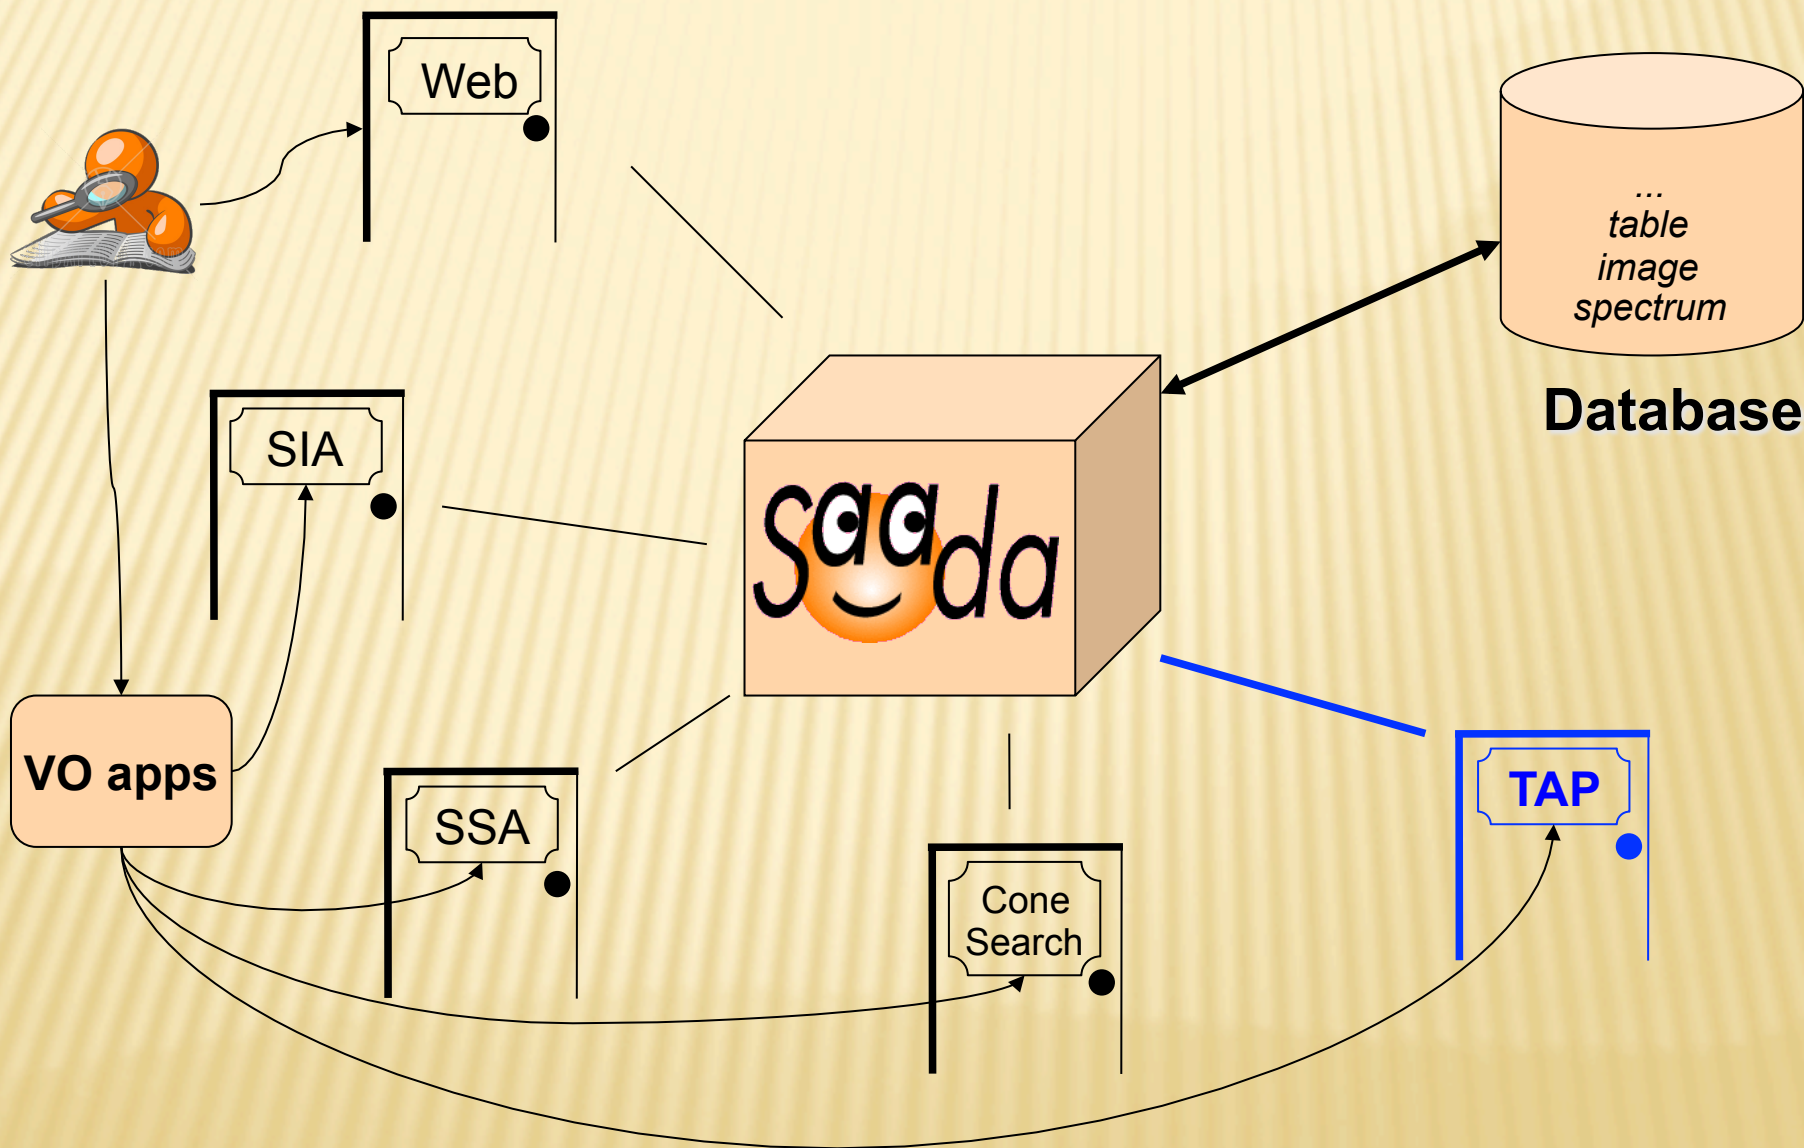 Web
...
table
image
spectrum
Database
SIA
Saada
VO apps
SSA
TAP
Cone
Search